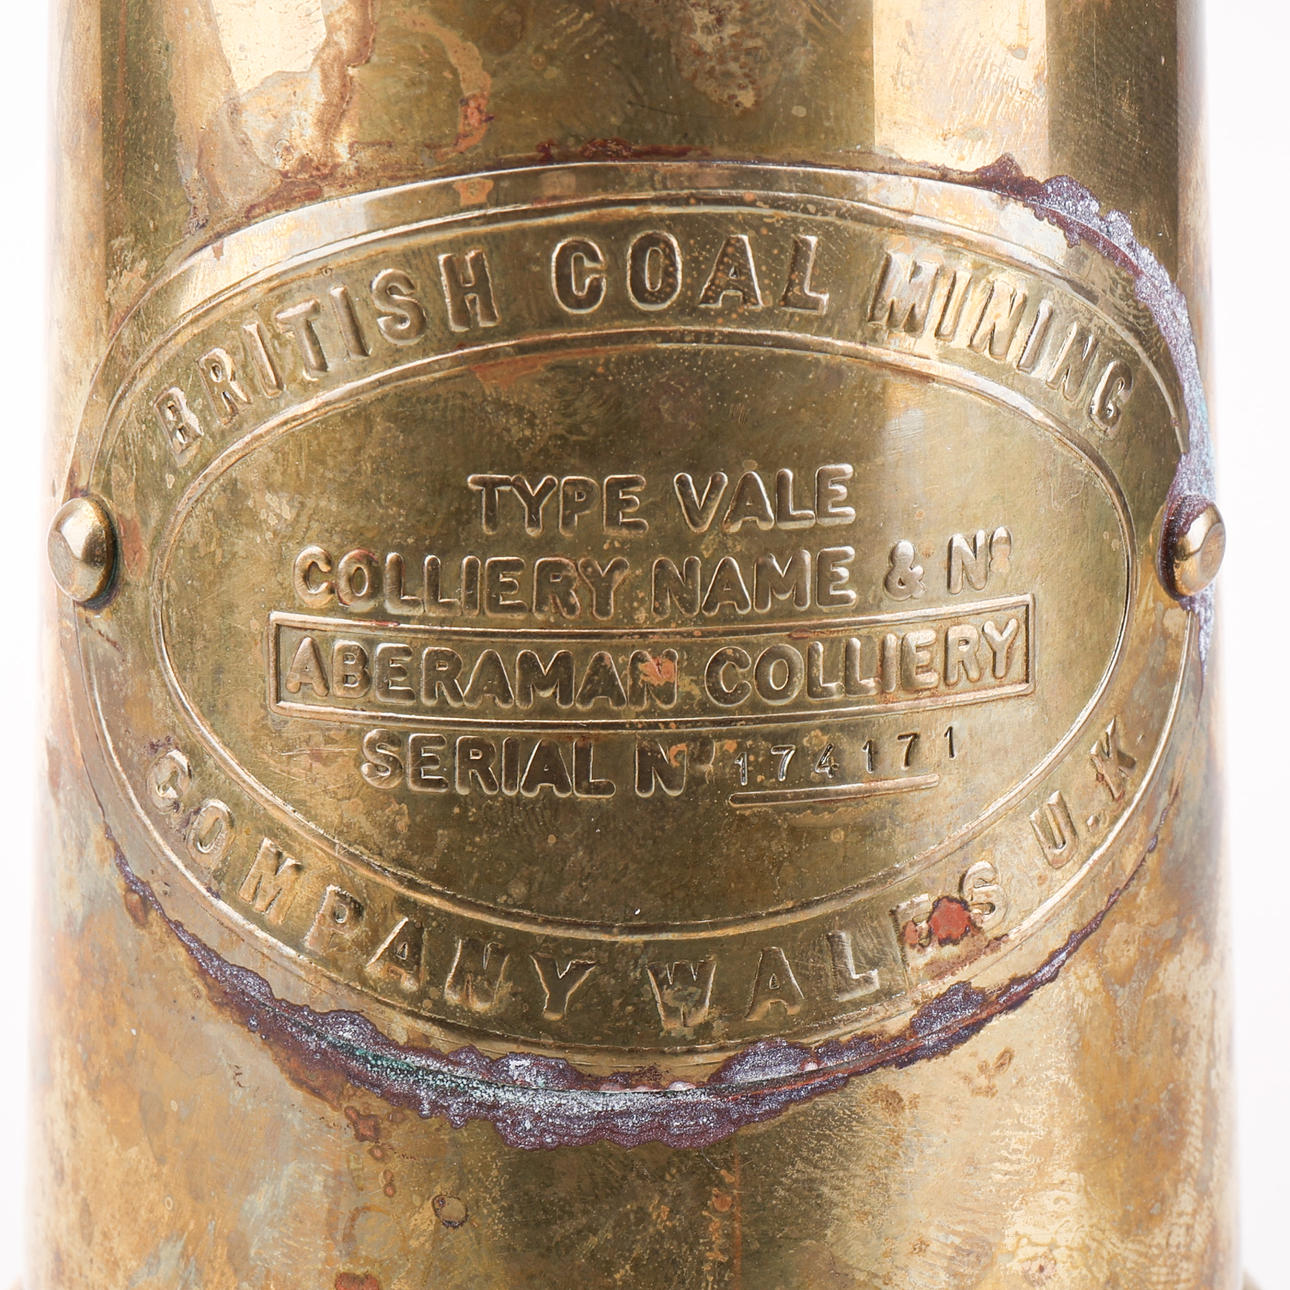 BRITISH COAL MINING
TYPE VALE
COLLIERY NAME & Nº
ABERAMAN COLLIERY
SERIAL Nº 174171
COMPANY WALES U.K.